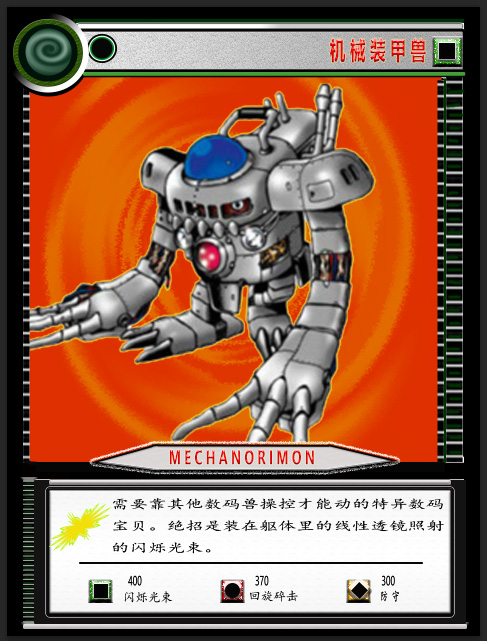 机械装甲兽
MECHANORIMON
需要靠其他数码兽操控才能动的特异数码
宝贝。绝招是装在躯体里的线性透镜照射
的闪烁光束。
400 370 300
闪烁光束 回旋碎击 防守